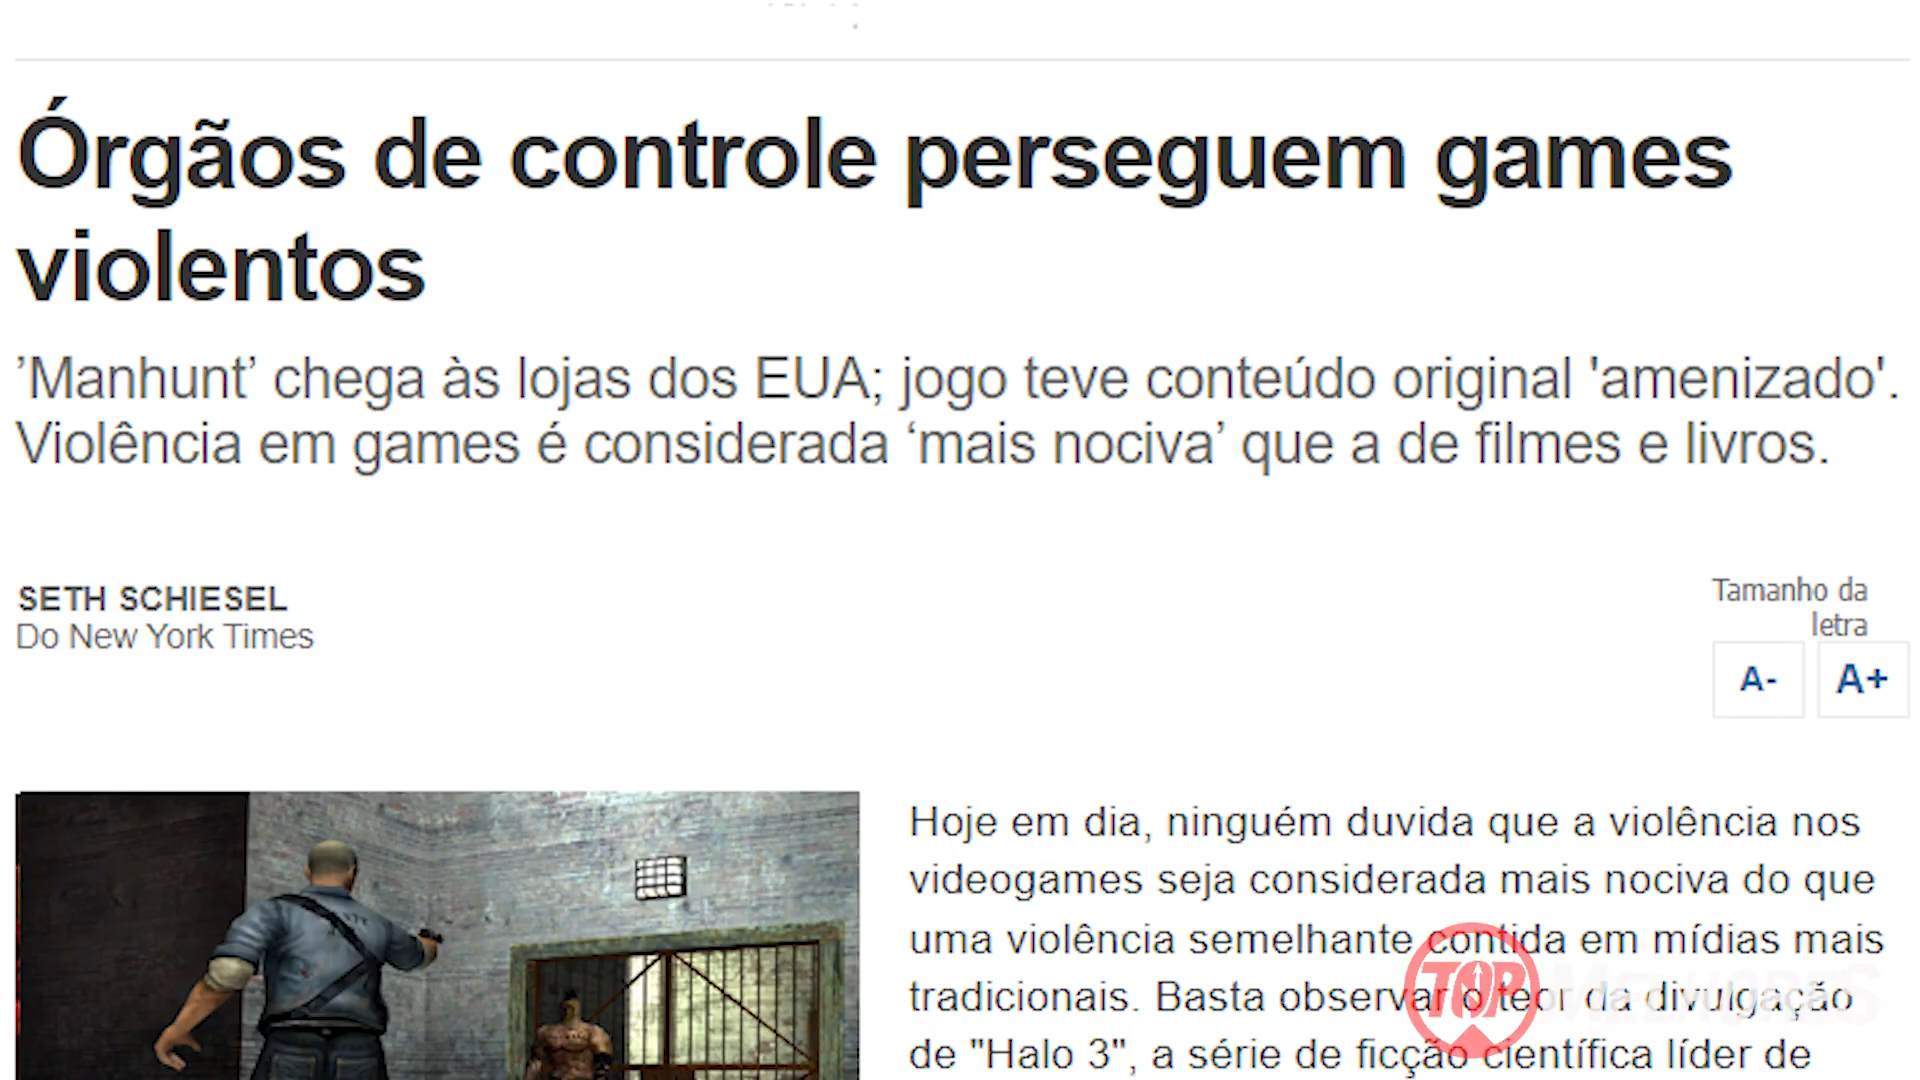 Órgãos de controle perseguem games
violentos
’Manhunt’ chega às lojas dos EUA; jogo teve conteúdo original 'amenizado'.
Violência em games é considerada ‘mais nociva’ que a de filmes e livros.
SETH SCHIESEL
Do New York Times
Tamanho da
letra
A- A+
Hoje em dia, ninguém duvida que a violência nos
videogames seja considerada mais nociva do que
uma violência semelhante contida em mídias mais
tradicionais. Basta observar o teor da divulgação
de "Halo 3", a série de ficção científica líder de
TOP
MELHORES